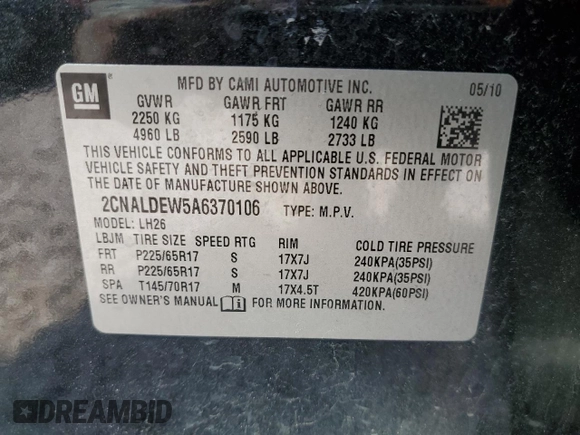 GM
MFD BY CAMI AUTOMOTIVE INC. 05/10
GVWR GAWR FRT GAWR RR
2250 KG 1175 KG 1240 KG
4960 LB 2590 LB 2733 LB
THIS VEHICLE CONFORMS TO ALL APPLICABLE U.S. FEDERAL MOTOR
VEHICLE SAFETY AND THEFT PREVENTION STANDARDS IN EFFECT ON
THE DATE OF MANUFACTURE SHOWN ABOVE.
2CNALDEW5A6370106 TYPE: M.P.V.
MODEL: LH26
LBJM TIRE SIZE SPEED RTG RIM COLD TIRE PRESSURE
FRT P225/65R17 S 17X7J 240KPA(35PSI)
RR P225/65R17 S 17X7J 240KPA(35PSI)
SPA T145/70R17 M 17X4.5T 420KPA(60PSI)
SEE OWNER'S MANUAL FOR MORE INFORMATION.
DREAMBID